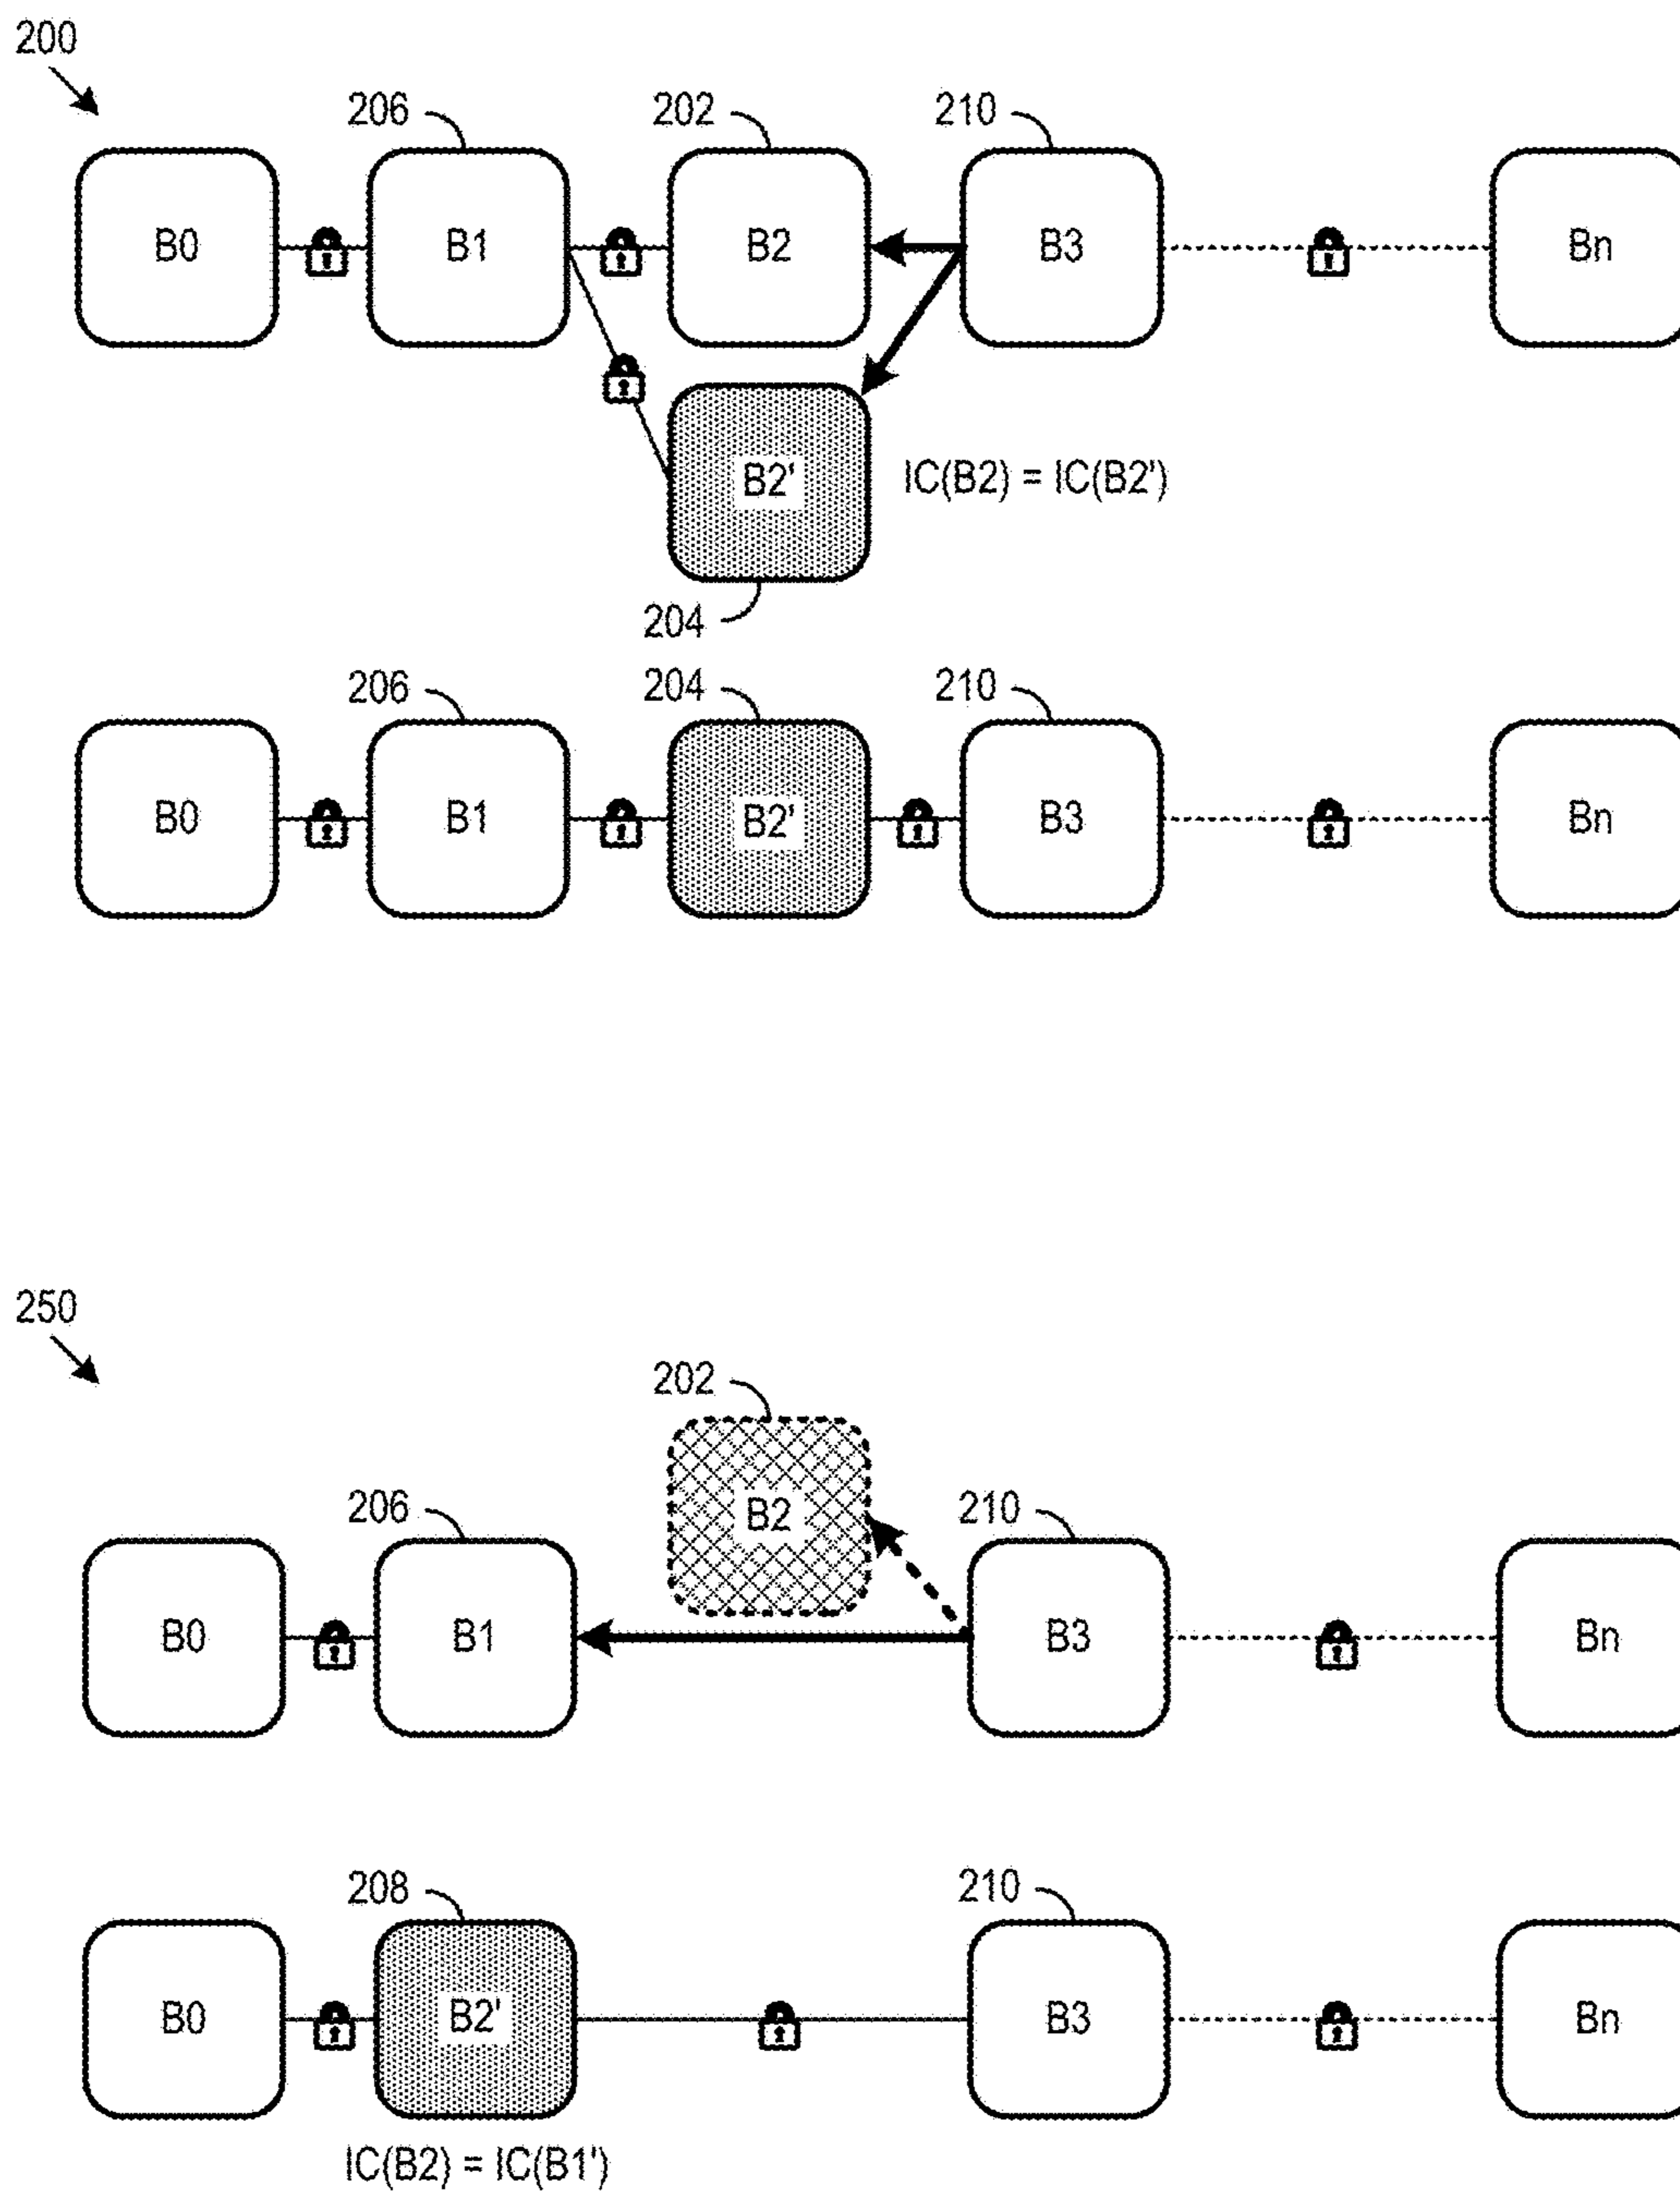 200
206 202 210
B0 B1 B2 B3 Bn
B2' IC(B2) = IC(B2')
204
206 204 210
B0 B1 B2' B3 Bn
250
202
B2
206 210
B0 B1 B3 Bn
208 210
B0 B2' B3 Bn
IC(B2) = IC(B1')